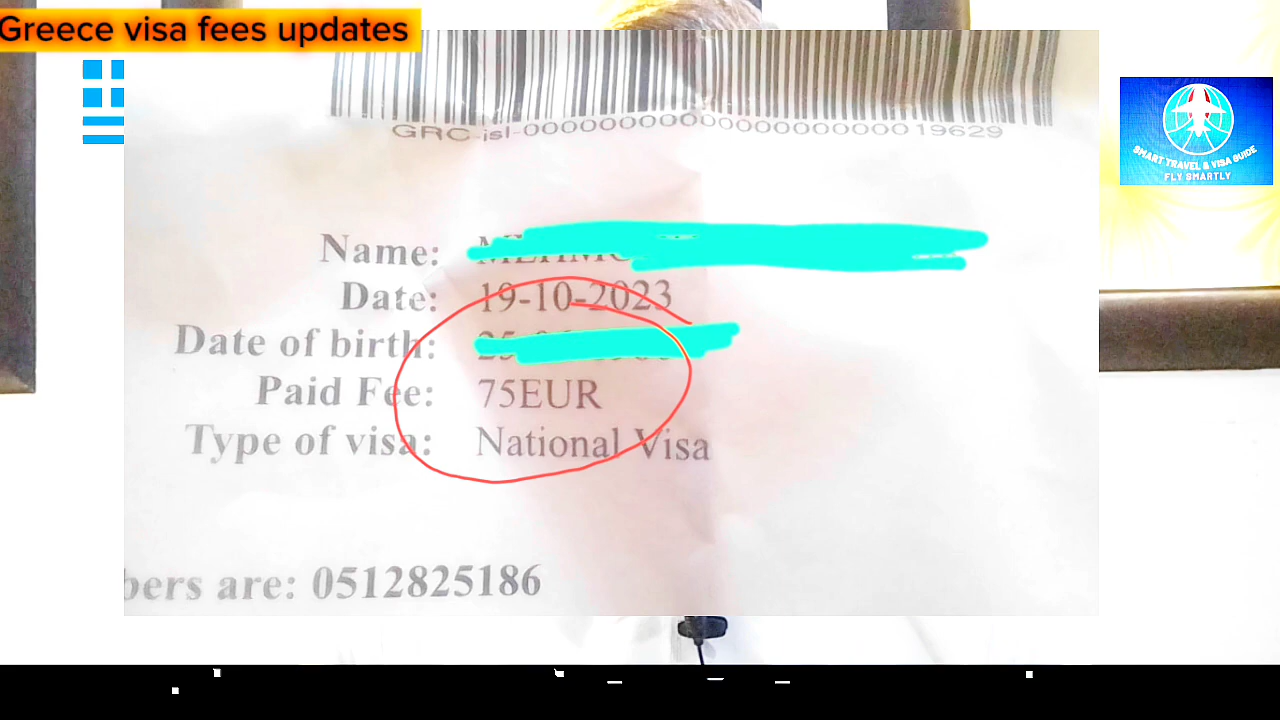 Greece visa fees updates
GRC-isl-00000000000000000000019629
SMART TRAVEL & VISA GUIDE
FLY SMARTLY
Name:
Date: 19-10-2023
Date of birth:
Paid Fee: 75EUR
Type of visa: National Visa
bers are: 0512825186